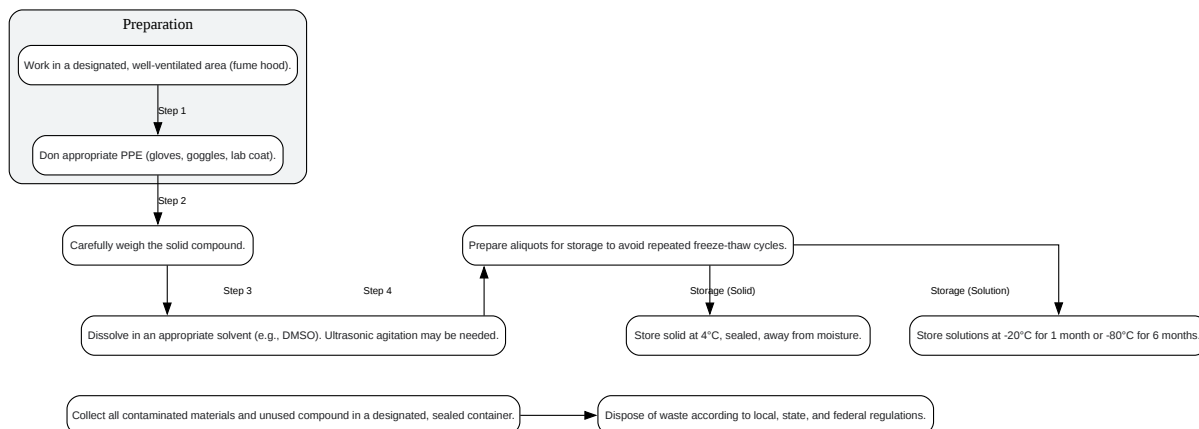 Preparation
Work in a designated, well-ventilated area (fume hood).
Step 1
Don appropriate PPE (gloves, goggles, lab coat).
Step 2
Carefully weigh the solid compound.
Prepare aliquots for storage to avoid repeated freeze-thaw cycles.
Step 3
Step 4
Storage (Solid)
Storage (Solution)
Dissolve in an appropriate solvent (e.g., DMSO). Ultrasonic agitation may be needed.
Store solid at 4°C, sealed, away from moisture.
Store solutions at -20°C for 1 month or -80°C for 6 months.
Collect all contaminated materials and unused compound in a designated, sealed container.
Dispose of waste according to local, state, and federal regulations.